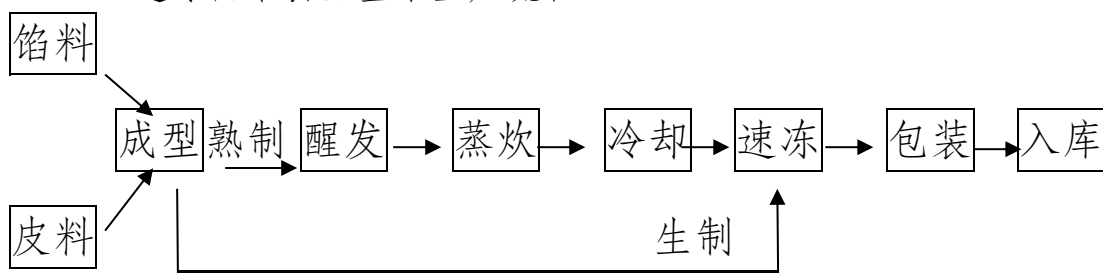 馅料
成型 熟制 醒发 蒸炊 冷却 速冻 包装 入库
皮料
生制